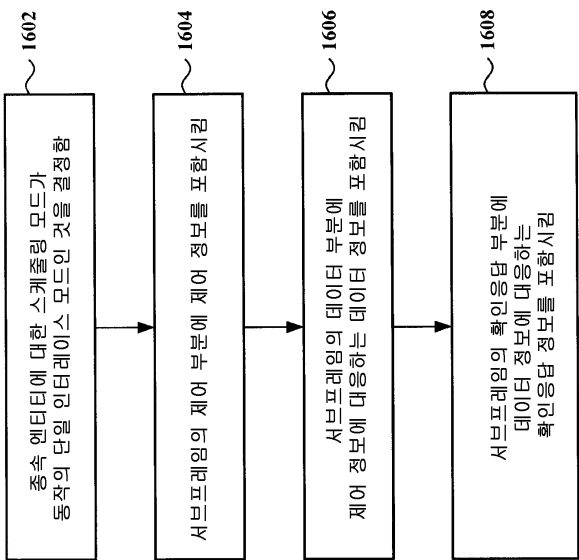 종속 엔티티에 대한 스케줄링 모드가
동작의 단일 인터레이스 모드인 것을 결정함
1602
서브프레임의 제어 부분에 제어 정보를 포함시킴
1604
서브프레임의 데이터 부분에
제어 정보에 대응하는 데이터 정보를 포함시킴
1606
서브프레임의 확인응답 부분에
데이터 정보에 대응하는
확인응답 정보를 포함시킴
1608